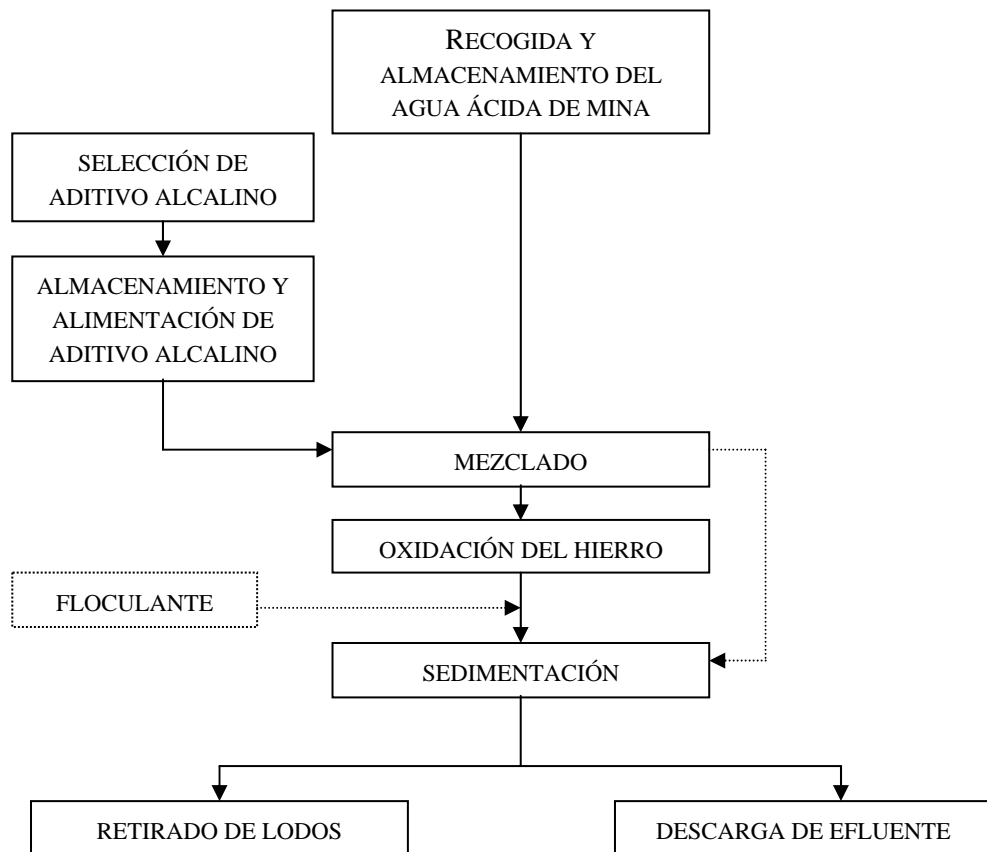 RECOGIDA Y
ALMACENAMIENTO DEL
AGUA ÁCIDA DE MINA
SELECCIÓN DE
ADITIVO ALCALINO
ALMACENAMIENTO Y
ALIMENTACIÓN DE
ADITIVO ALCALINO
MEZCLADO
OXIDACIÓN DEL HIERRO
FLOCULANTE
SEDIMENTACIÓN
RETIRADO DE LODOS
DESCARGA DE EFLUENTE